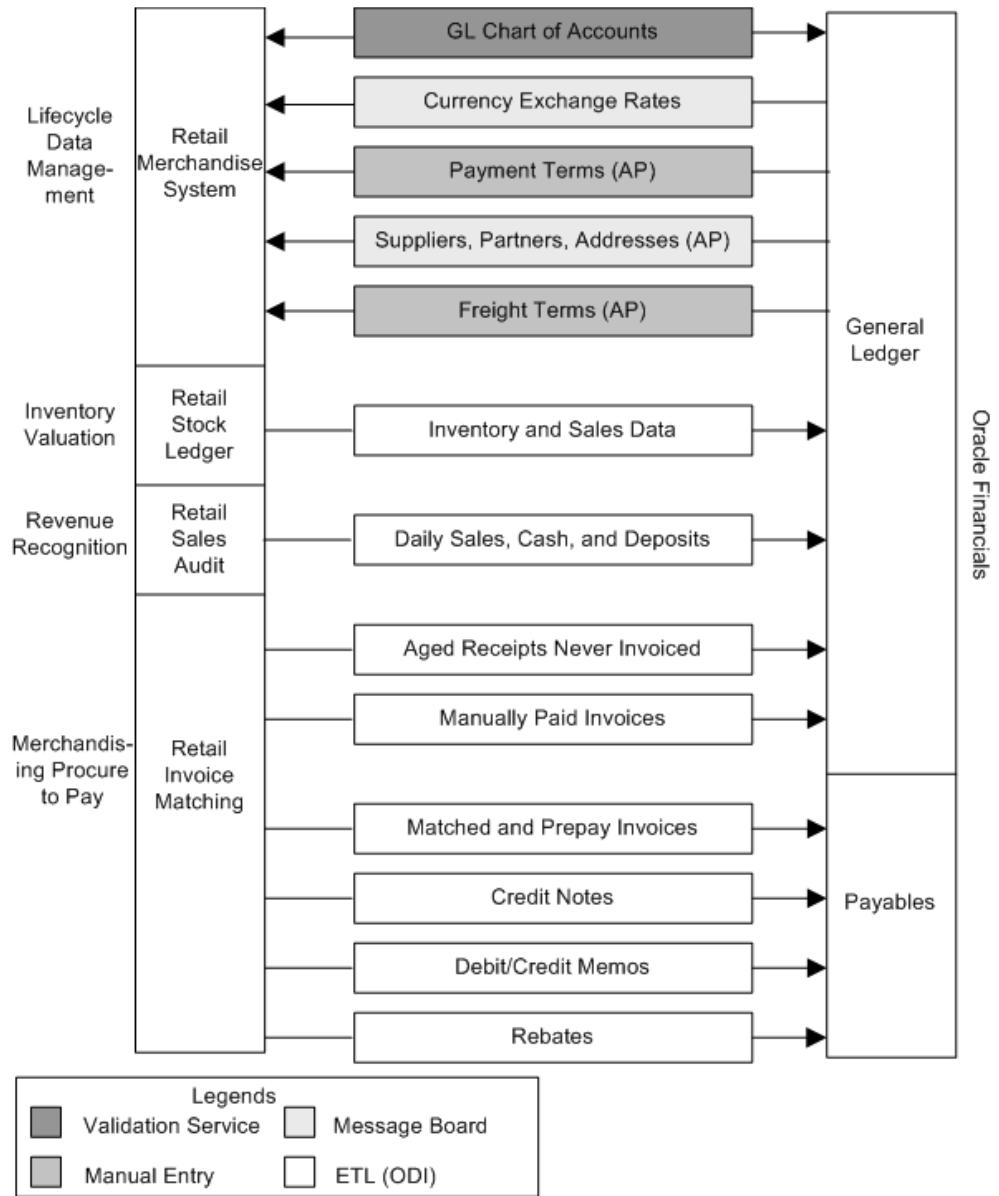 GL Chart of Accounts
Currency Exchange Rates
Payment Terms (AP)
Suppliers, Partners, Addresses (AP)
Freight Terms (AP)
Lifecycle
Data
Manage-
ment
Retail
Merchandise
System
General
Ledger
Inventory
Valuation
Retail
Stock
Ledger
Inventory and Sales Data
Oracle Financials
Revenue
Recognition
Retail
Sales
Audit
Daily Sales, Cash, and Deposits
Aged Receipts Never Invoiced
Manually Paid Invoices
Merchandis-
ing Procure
to Pay
Retail
Invoice
Matching
Matched and Prepay Invoices
Credit Notes
Payables
Debit/Credit Memos
Rebates
Legends
Validation Service
Message Board
Manual Entry
ETL (ODI)